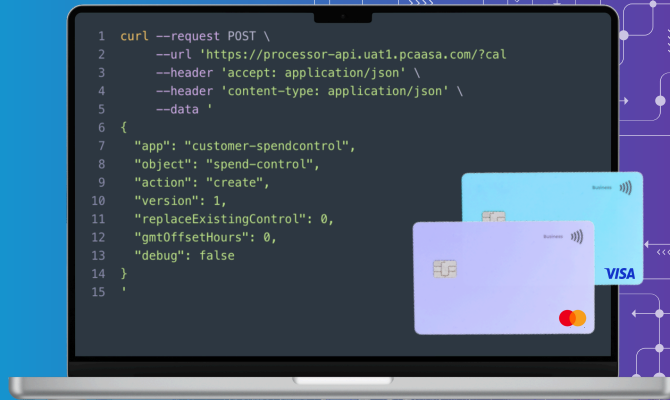 1 curl --request POST \
2 --url 'https://processor-api.uat1.pcaasa.com/?cal
3 --header 'accept: application/json' \
4 --header 'content-type: application/json' \
5 --data '
6 {
7 "app": "customer-spendcontrol",
8 "object": "spend-control",
9 "action": "create",
10 "version": 1,
11 "replaceExistingControl": 0,
12 "gmtOffsetHours": 0,
13 "debug": false
14 }
15 '
Business
VISA
Business